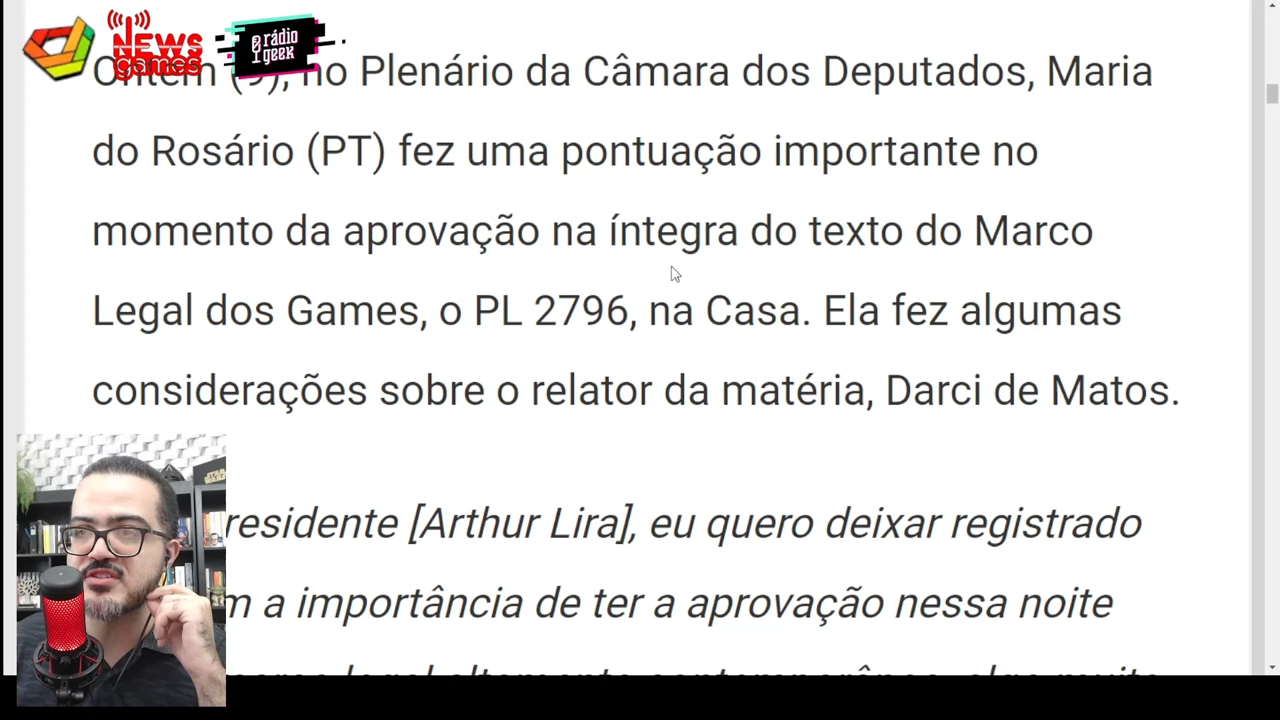 NEWS
games
rádio
geek
Ontem (9), no Plenário da Câmara dos Deputados, Maria
do Rosário (PT) fez uma pontuação importante no
momento da aprovação na íntegra do texto do Marco
Legal dos Games, o PL 2796, na Casa. Ela fez algumas
considerações sobre o relator da matéria, Darci de Matos.
STAR
WARS
residente [Arthur Lira], eu quero deixar registrado
m a importância de ter a aprovação nessa noite